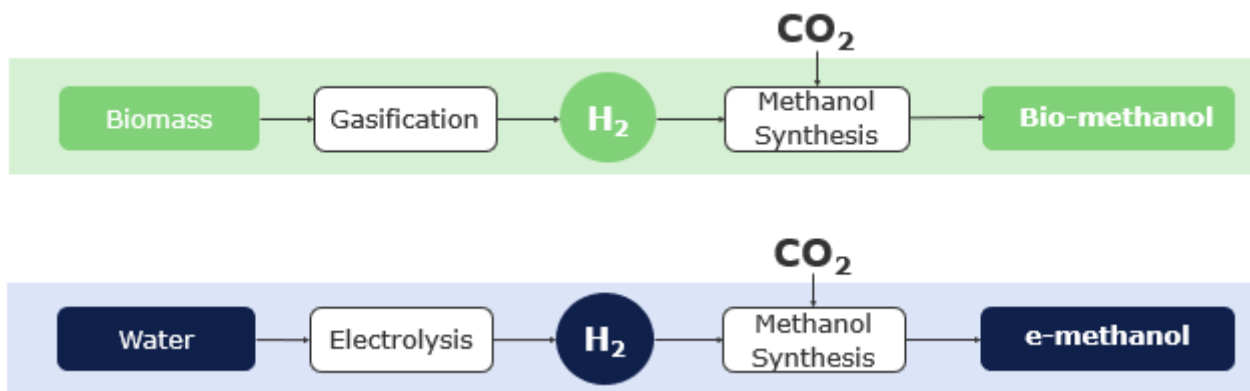 CO₂
Biomass
Gasification
H₂
Methanol
Synthesis
Bio-methanol
CO₂
Water
Electrolysis
H₂
Methanol
Synthesis
e-methanol